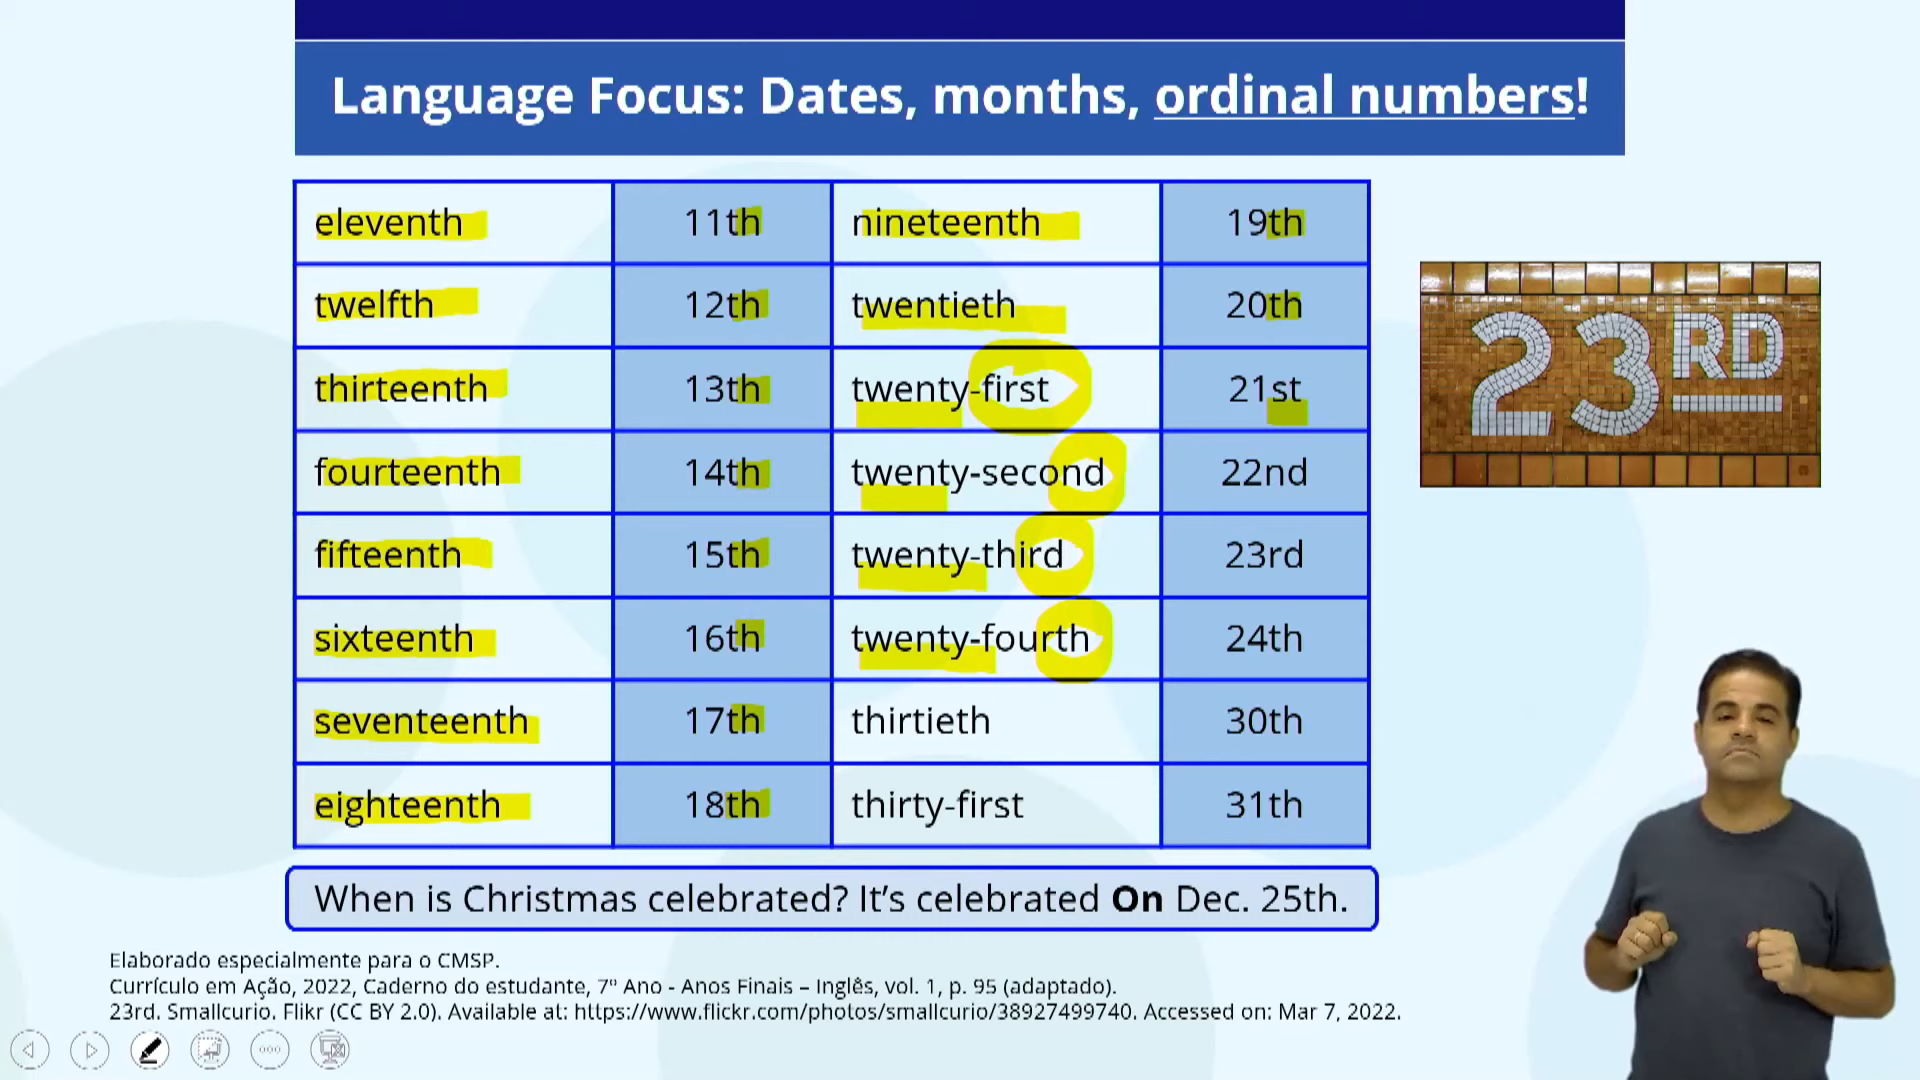 Language Focus: Dates, months, ordinal numbers!
eleventh 11th nineteenth 19th
twelfth 12th twentieth 20th
thirteenth 13th twenty-first 21st
fourteenth 14th twenty-second 22nd
fifteenth 15th twenty-third 23rd
sixteenth 16th twenty-fourth 24th
seventeenth 17th thirtieth 30th
eighteenth 18th thirty-first 31th
23RD
When is Christmas celebrated? It’s celebrated On Dec. 25th.
Elaborado especialmente para o CMSP.
Currículo em Ação, 2022, Caderno do estudante, 7º Ano - Anos Finais – Inglês, vol. 1, p. 95 (adaptado).
23rd. Smallcurio. Flikr (CC BY 2.0). Available at: https://www.flickr.com/photos/smallcurio/38927499740. Accessed on: Mar 7, 2022.